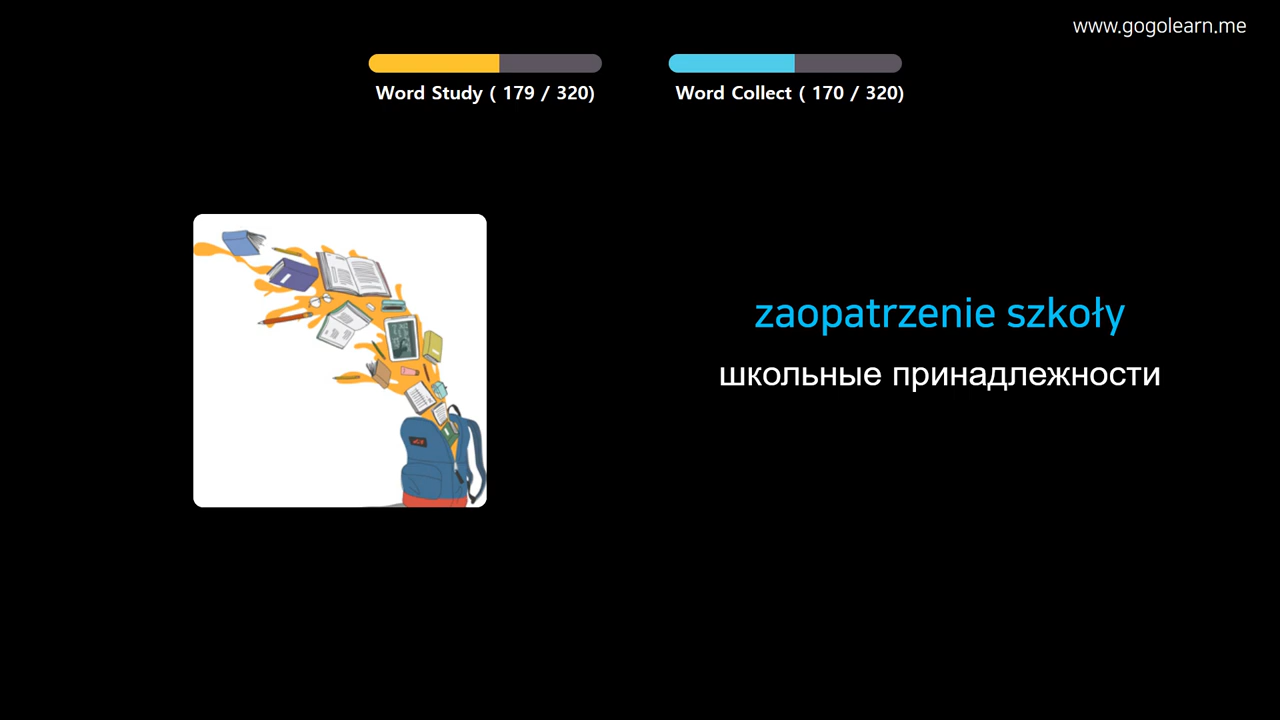 www.gogolearn.me
Word Study ( 179 / 320)
Word Collect ( 170 / 320)
zaopatrzenie szkoły
школьные принадлежности